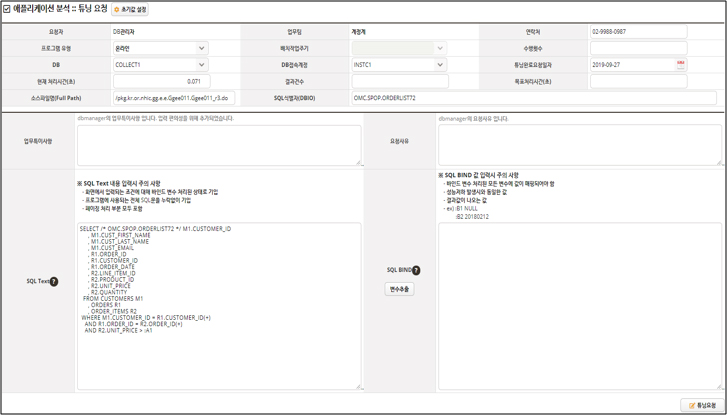 애플리케이션 분석 :: 튜닝 요청 초기값 설정
요청자 DB관리자 업무팀 계정계 연락처 02-9988-0987
프로그램 유형 온라인 배치작업주기 수행횟수
DB COLLECT1 DB접속계정 INSTC1 튜닝완료요청일자 2019-09-27
현재 처리시간(초) 0.071 결과건수 목표처리시간(초)
소스파일명(Full Path) /pkg.kr.or.nhic.gg.e.e.Ggee011.Ggee011_r3.do SQL식별자(DBIO) OMC.SPOP.ORDERLIST72
업무특이사항 dbmanager의 업무특이사항 입니다. 입력 편의성을 위해 추가되었습니다.
요청사유 dbmanager의 요청사유 입니다.
SQL Text ?
※ SQL Text 내용 입력시 주의 사항
- 화면에서 입력되는 조건에 대해 바인드 변수 처리된 상태로 기입
- 프로그램에 사용되는 전체 SQL문을 누락없이 기입
- 페이징 처리 부분 모두 포함
SELECT /* OMC.SPOP.ORDERLIST72 */ M1.CUSTOMER_ID
, M1.CUST_FIRST_NAME
, M1.CUST_LAST_NAME
, M1.CUST_EMAIL
, R1.ORDER_ID
, R1.CUSTOMER_ID
, R1.ORDER_DATE
, R2.LINE_ITEM_ID
, R2.PRODUCT_ID
, R2.UNIT_PRICE
, R2.QUANTITY
FROM CUSTOMERS M1
, ORDERS R1
, ORDER_ITEMS R2
WHERE M1.CUSTOMER_ID = R1.CUSTOMER_ID(+)
AND R1.ORDER_ID = R2.ORDER_ID(+)
AND R2.UNIT_PRICE > :A1
SQL BIND ?
변수추출
※ SQL BIND 값 입력시 주의 사항
- 바인드 변수 처리된 모든 변수에 값이 매핑되어야 함
- 성능저하 발생시와 동일한 값
- 결과값이 나오는 값
- ex) :B1 NULL
:B2 20180212
튜닝요청